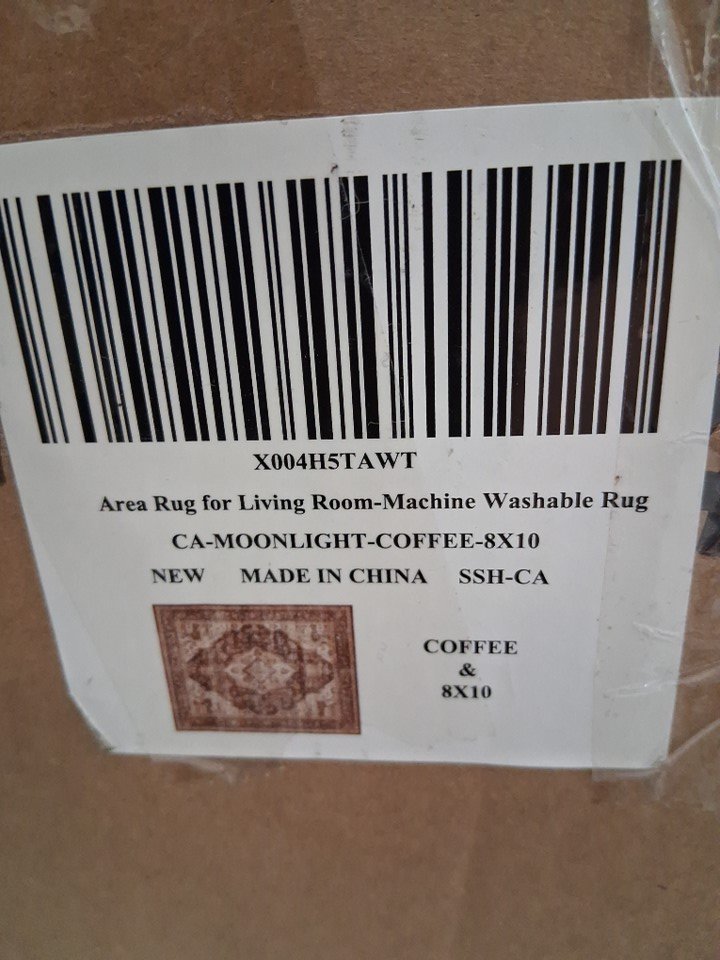 X004H5TAWT
Area Rug for Living Room-Machine Washable Rug
CA-MOONLIGHT-COFFEE-8X10
NEW MADE IN CHINA SSH-CA
COFFEE
&
8X10